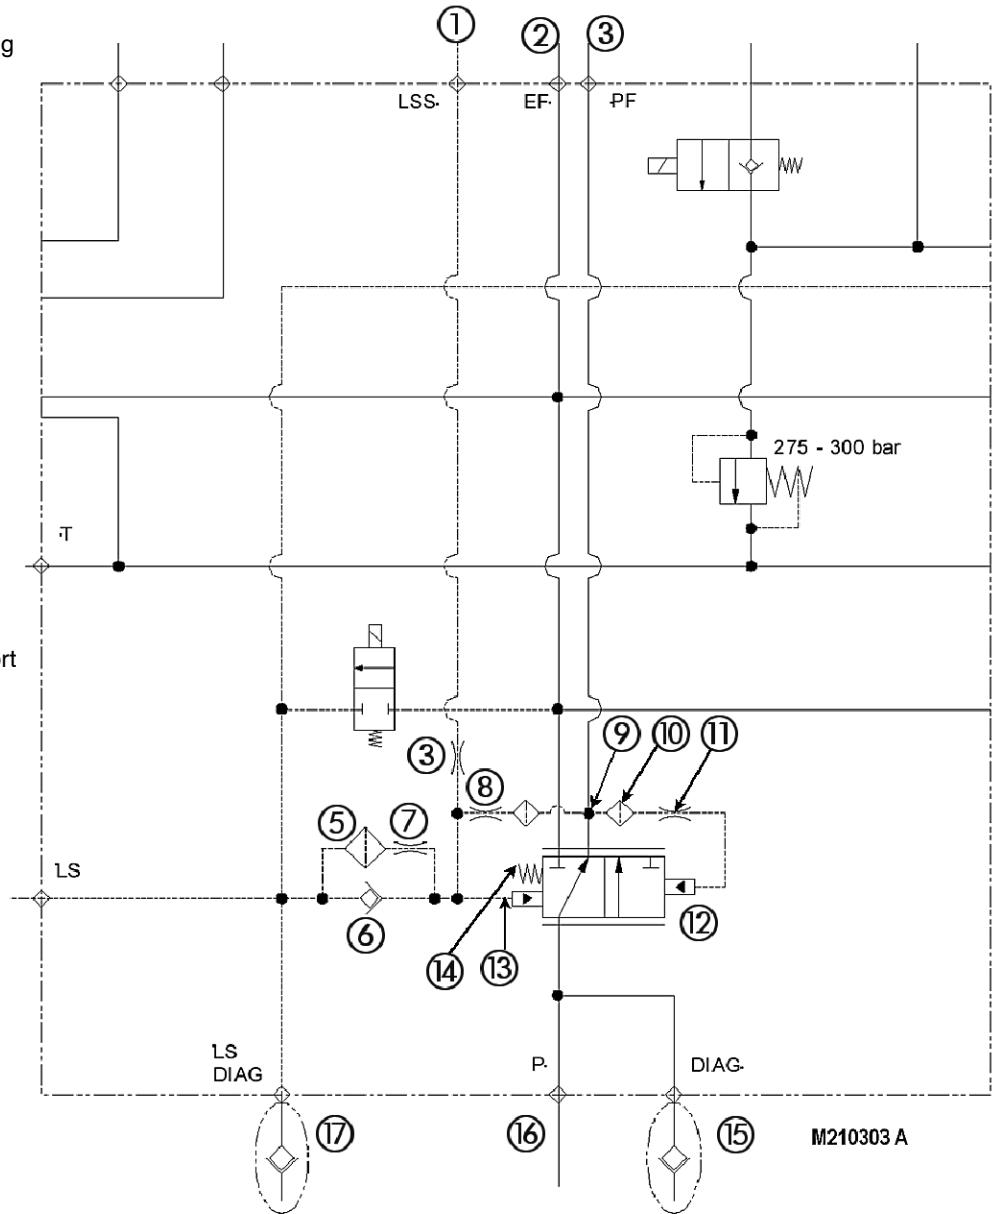 g
① ② ③
LSS
EF
PF
275 - 300 bar
T
rt
③ ⑨ ⑩ ⑪
⑧
⑤ ⑦
LS
⑥ ⑫
⑭ ⑬
LS
DIAG
P
DIAG
⑰ ⑯ ⑮
M210303 A